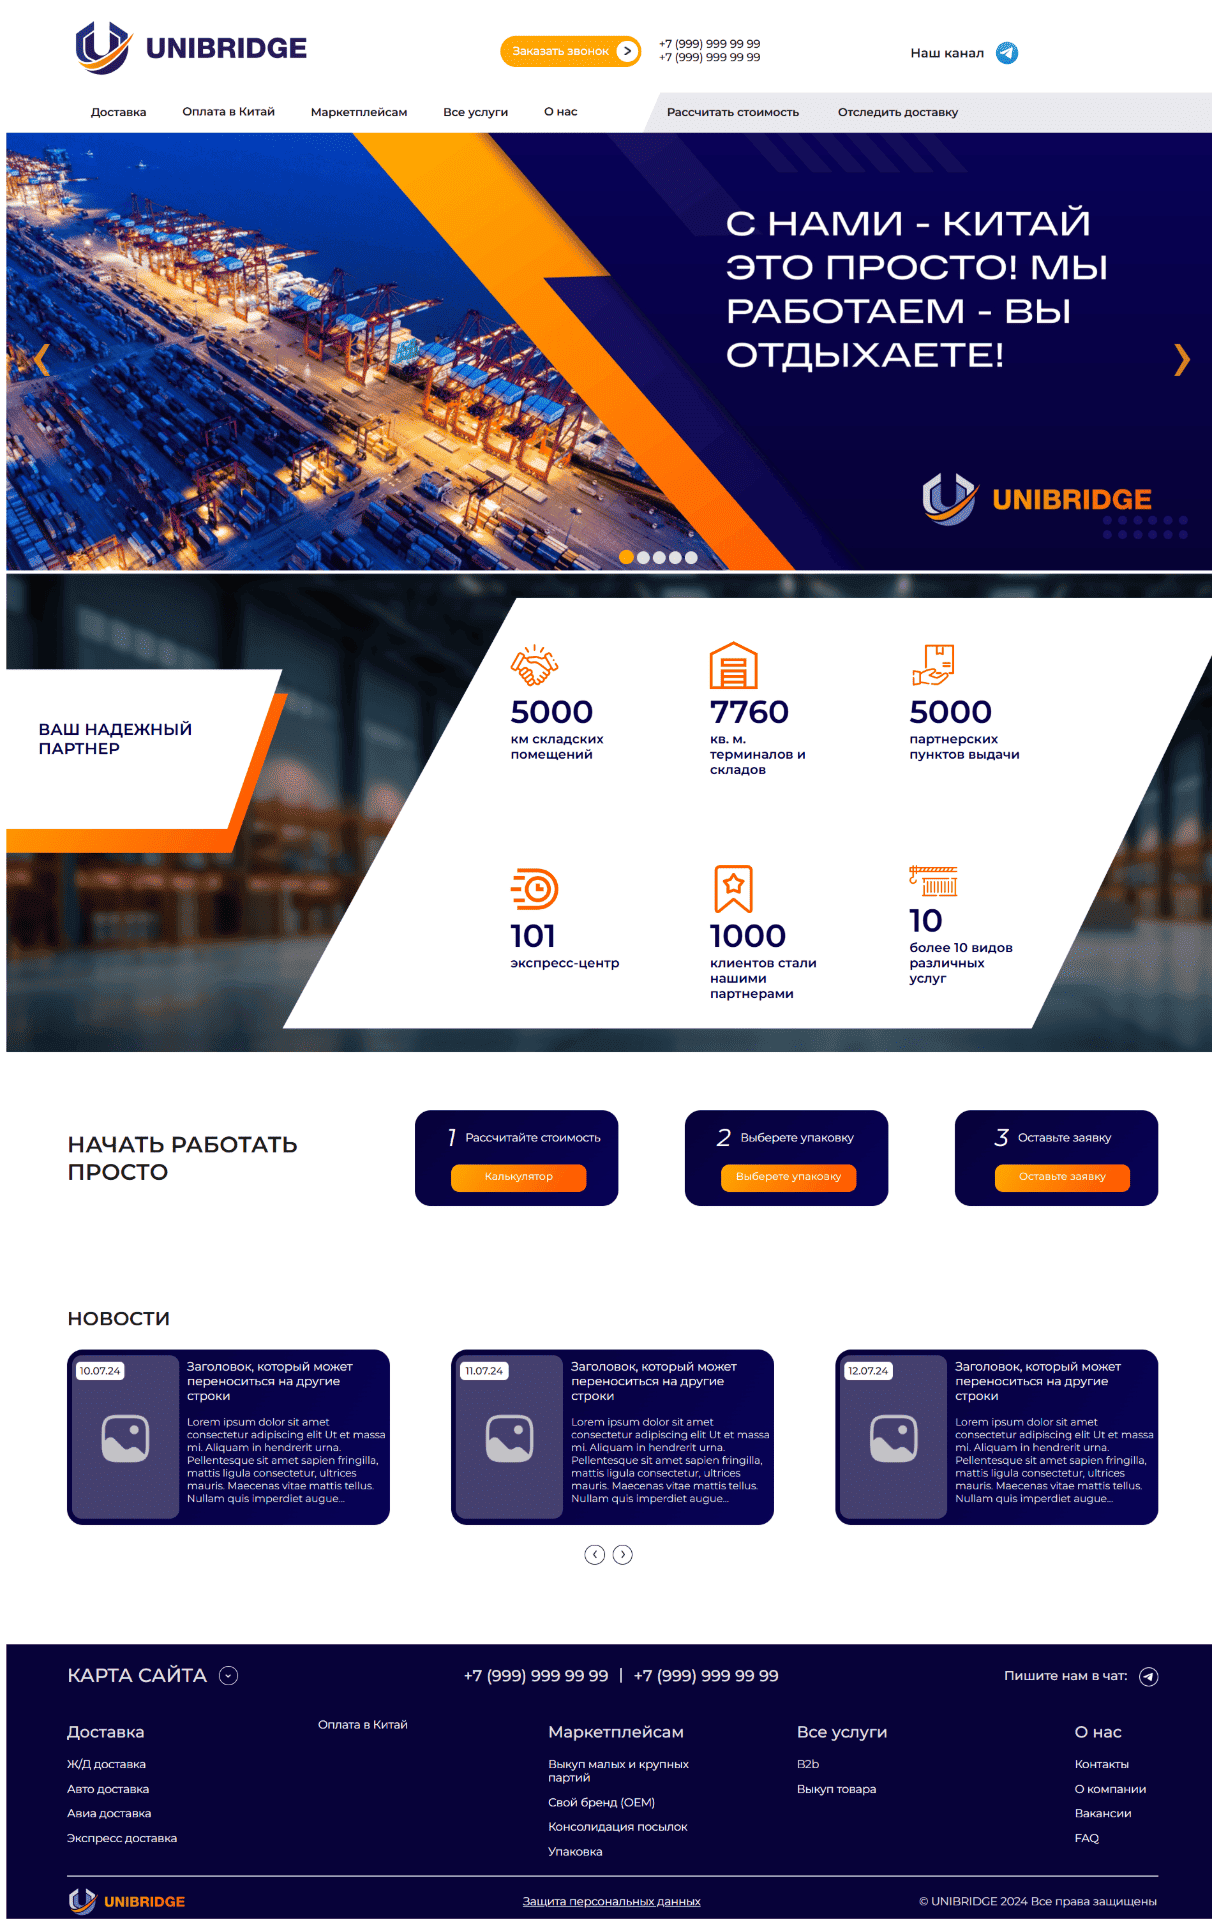 UNIBRIDGE
Заказать звонок
+7 (999) 999 99 99
+7 (999) 999 99 99
Наш канал
Доставка
Оплата в Китай
Маркетплейсам
Все услуги
О нас
Рассчитать стоимость
Отследить доставку
С НАМИ - КИТАЙ
ЭТО ПРОСТО! МЫ
РАБОТАЕМ - ВЫ
ОТДЫХАЕТЕ!
UNIBRIDGE
ВАШ НАДЕЖНЫЙ
ПАРТНЕР
5000
км складских
помещений
7760
кв. м.
терминалов и
складов
5000
партнерских
пунктов выдачи
101
экспресс-центр
1000
клиентов стали
нашими
партнерами
10
более 10 видов
различных
услуг
НАЧАТЬ РАБОТАТЬ
ПРОСТО
1 Рассчитайте стоимость
Калькулятор
2 Выберете упаковку
Выберете упаковку
3 Оставьте заявку
Оставьте заявку
НОВОСТИ
10.07.24
Заголовок, который может
переноситься на другие
строки
Lorem ipsum dolor sit amet
consectetur adipiscing elit Ut et massa
mi. Aliquam in hendrerit urna.
Pellentesque sit amet sapien fringilla,
mattis ligula consectetur, ultrices
mauris. Maecenas vitae mattis tellus.
Nullam quis imperdiet augue...
11.07.24
Заголовок, который может
переноситься на другие
строки
Lorem ipsum dolor sit amet
consectetur adipiscing elit Ut et massa
mi. Aliquam in hendrerit urna.
Pellentesque sit amet sapien fringilla,
mattis ligula consectetur, ultrices
mauris. Maecenas vitae mattis tellus.
Nullam quis imperdiet augue...
12.07.24
Заголовок, который может
переноситься на другие
строки
Lorem ipsum dolor sit amet
consectetur adipiscing elit Ut et massa
mi. Aliquam in hendrerit urna.
Pellentesque sit amet sapien fringilla,
mattis ligula consectetur, ultrices
mauris. Maecenas vitae mattis tellus.
Nullam quis imperdiet augue...
КАРТА САЙТА
+7 (999) 999 99 99 | +7 (999) 999 99 99
Пишите нам в чат:
Доставка
Ж/Д доставка
Авто доставка
Авиа доставка
Экспресс доставка
Оплата в Китай
Маркетплейсам
Выкуп малых и крупных
партий
Свой бренд (OEM)
Консолидация посылок
Упаковка
Все услуги
B2b
Выкуп товара
О нас
Контакты
О компании
Вакансии
FAQ
UNIBRIDGE
Защита персональных данных
© UNIBRIDGE 2024 Все права защищены